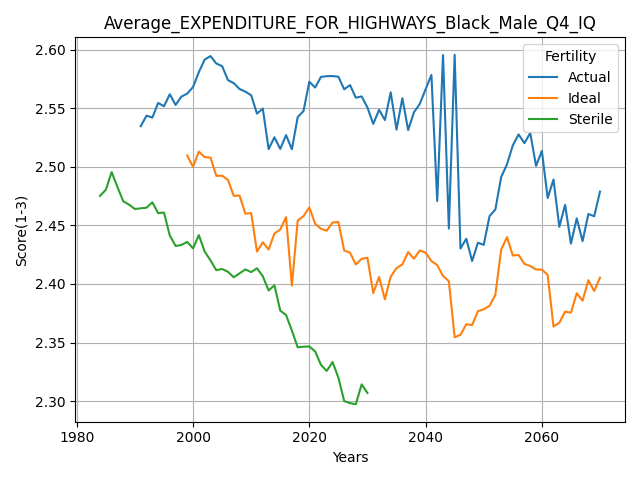 Average_EXPENDITURE_FOR_HIGHWAYS_Black_Male_Q4_IQ
Fertility
Actual
Ideal
Sterile
Score(1-3)
2.60
2.55
2.50
2.45
2.40
2.35
2.30
1980 2000 2020 2040 2060
Years